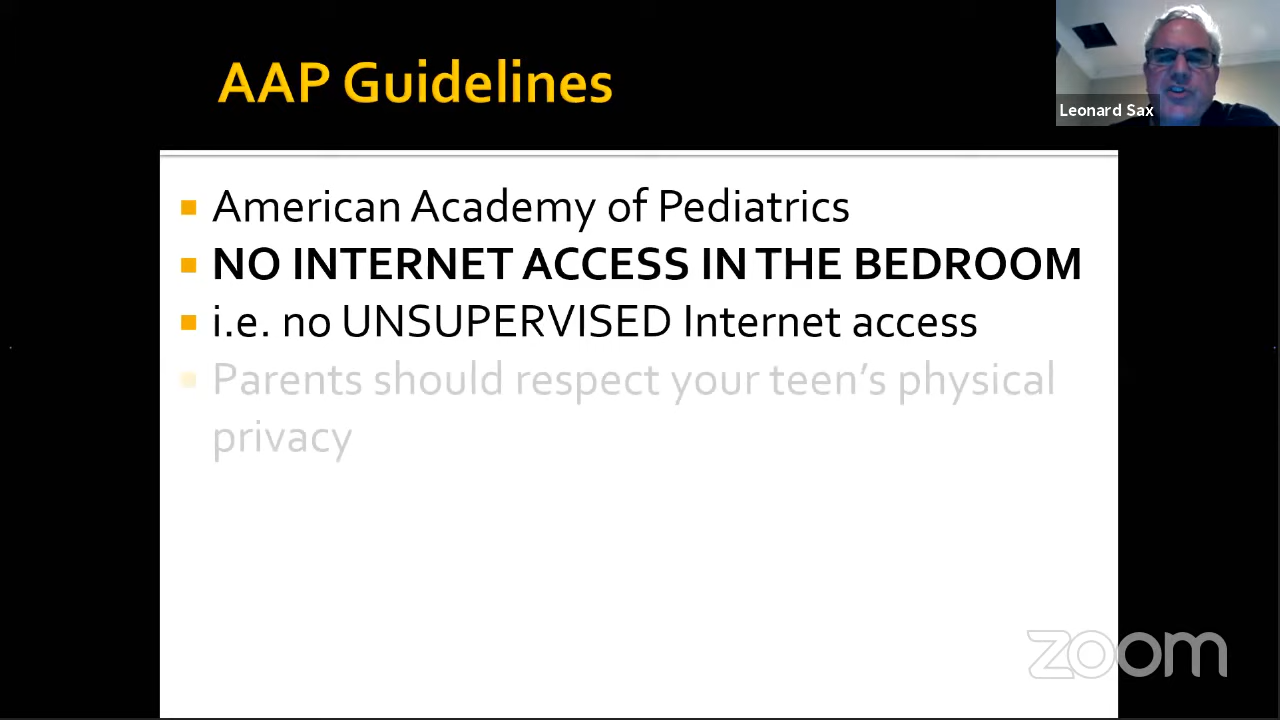 AAP Guidelines
Leonard Sax
American Academy of Pediatrics
NO INTERNET ACCESS IN THE BEDROOM
i.e. no UNSUPERVISED Internet access
Parents should respect your teen’s physical
privacy
zoom